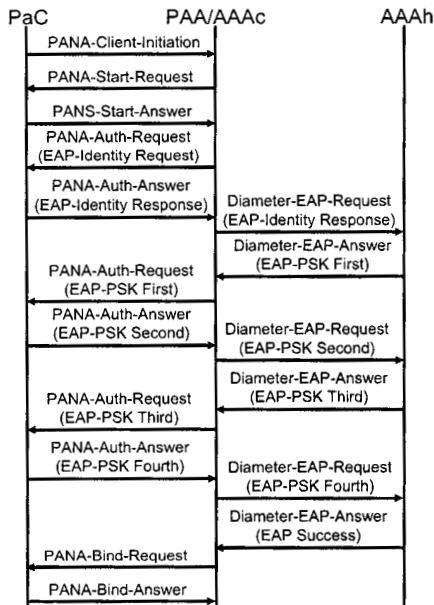 PaC PAA/AAAc AAAh
PANA-Client-Initiation
PANA-Start-Request
PANS-Start-Answer
PANA-Auth-Request
(EAP-Identity Request)
PANA-Auth-Answer
(EAP-Identity Response)
Diameter-EAP-Request
(EAP-Identity Response)
Diameter-EAP-Answer
(EAP-PSK First)
PANA-Auth-Request
(EAP-PSK First)
PANA-Auth-Answer
(EAP-PSK Second)
Diameter-EAP-Request
(EAP-PSK Second)
Diameter-EAP-Answer
(EAP-PSK Third)
PANA-Auth-Request
(EAP-PSK Third)
PANA-Auth-Answer
(EAP-PSK Fourth)
Diameter-EAP-Request
(EAP-PSK Fourth)
Diameter-EAP-Answer
(EAP Success)
PANA-Bind-Request
PANA-Bind-Answer